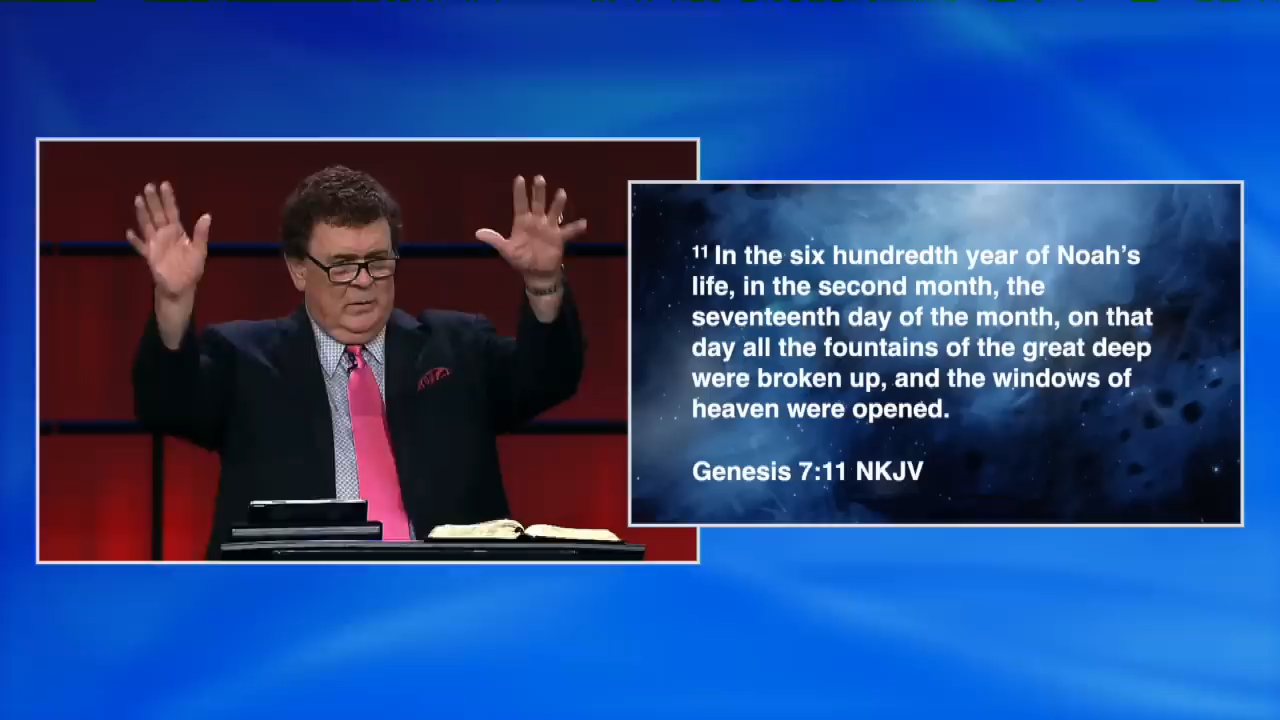 ¹¹ In the six hundredth year of Noah’s
life, in the second month, the
seventeenth day of the month, on that
day all the fountains of the great deep
were broken up, and the windows of
heaven were opened.
Genesis 7:11 NKJV